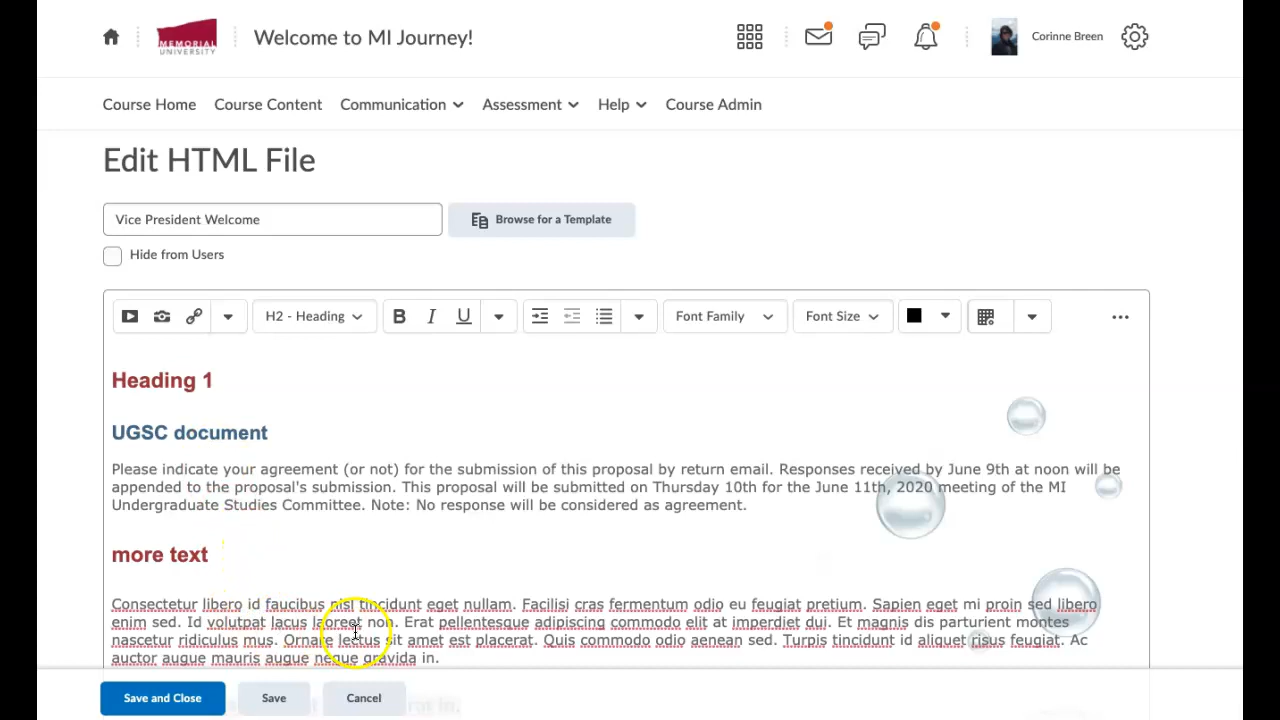 MEMORIAL
UNIVERSITY
Welcome to MI Journey!
Corinne Breen
Course Home
Course Content
Communication
Assessment
Help
Course Admin
Edit HTML File
Vice President Welcome
Browse for a Template
Hide from Users
H2 - Heading
B
I
U
Font Family
Font Size
Heading 1
UGSC document
Please indicate your agreement (or not) for the submission of this proposal by return email. Responses received by June 9th at noon will be
appended to the proposal's submission. This proposal will be submitted on Thursday 10th for the June 11th, 2020 meeting of the MI
Undergraduate Studies Committee. Note: No response will be considered as agreement.
more text
Consectetur libero id faucibus nisl tincidunt eget nullam. Facilisi cras fermentum odio eu feugiat pretium. Sapien eget mi proin sed libero
enim sed. Id volutpat lacus laoreet non. Erat pellentesque adipiscing commodo elit at imperdiet dui. Et magnis dis parturient montes
nascetur ridiculus mus. Ornare lectus sit amet est placerat. Quis commodo odio aenean sed. Turpis tincidunt id aliquet risus feugiat. Ac
auctor augue mauris augue neque gravida in.
Save and Close
Save
Cancel